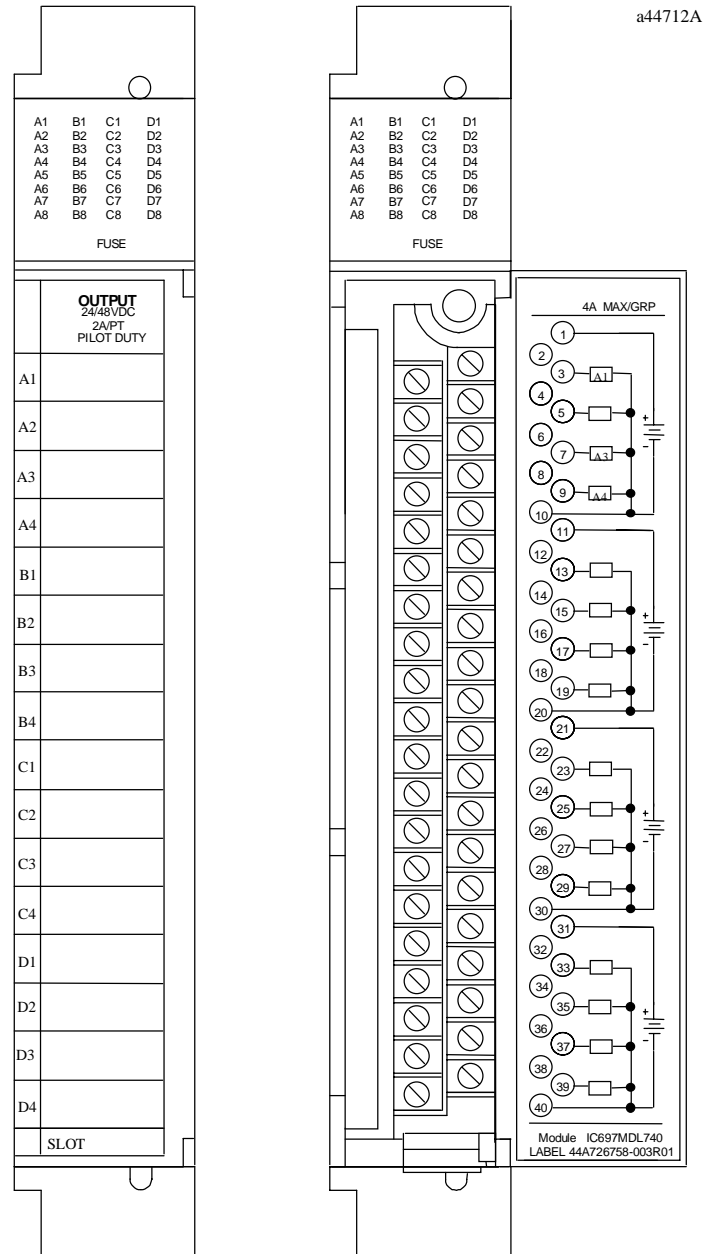 a44712A
A1 B1 C1 D1
A2 B2 C2 D2
A3 B3 C3 D3
A4 B4 C4 D4
A5 B5 C5 D5
A6 B6 C6 D6
A7 B7 C7 D7
A8 B8 C8 D8
FUSE
OUTPUT
24/48VDC
2A/PT
PILOT DUTY
A1
A2
A3
A4
B1
B2
B3
B4
C1
C2
C3
C4
D1
D2
D3
D4
SLOT
A1 B1 C1 D1
A2 B2 C2 D2
A3 B3 C3 D3
A4 B4 C4 D4
A5 B5 C5 D5
A6 B6 C6 D6
A7 B7 C7 D7
A8 B8 C8 D8
FUSE
4A MAX/GRP
1
2
3 A1
4
5
+
6
-
7 A3
8
9 A4
10
11
12
13
14
15
+
16
-
17
18
19
20
21
22
23
24
25
+
26
-
27
28
29
30
31
32
33
34
35
+
36
-
37
38
39
40
Module IC697MDL740
LABEL 44A726758-003R01